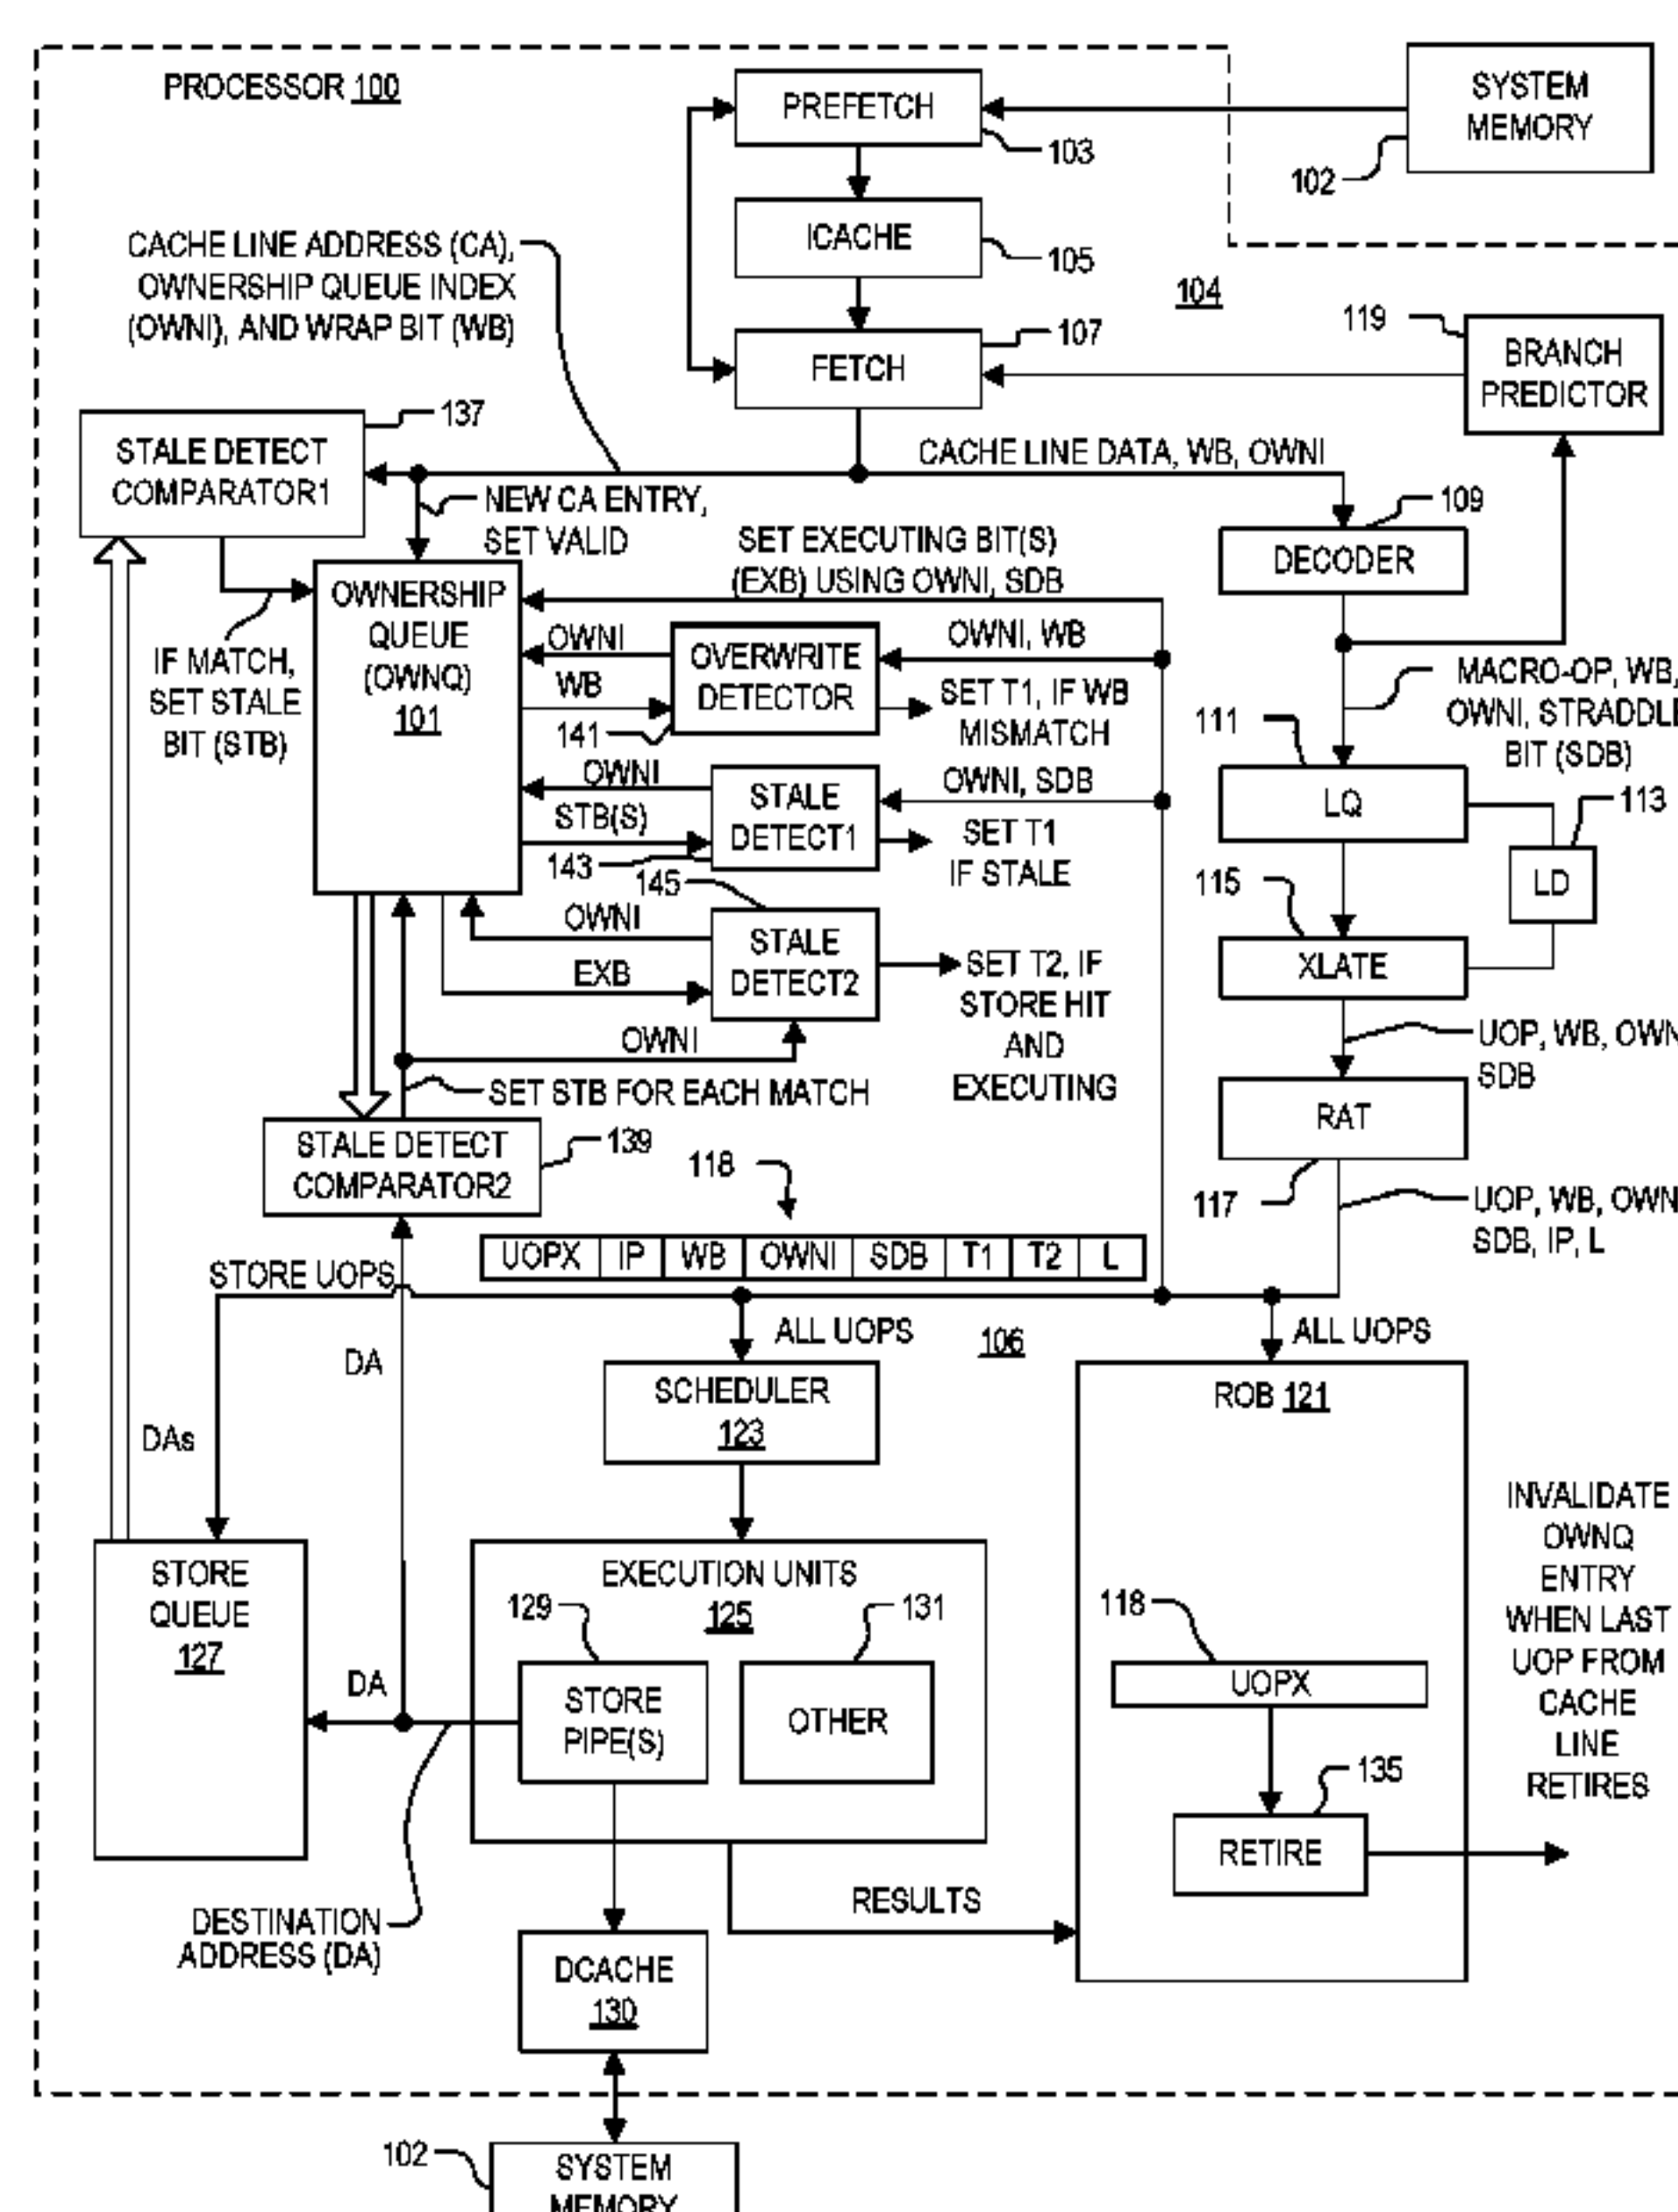 PROCESSOR 100
PREFETCH
103
SYSTEM
MEMORY
102
ICACHE
105
104
CACHE LINE ADDRESS (CA),
OWNERSHIP QUEUE INDEX
(OWNI), AND WRAP BIT (WB)
FETCH
107
119
BRANCH
PREDICTOR
137
STALE DETECT
COMPARATOR1
CACHE LINE DATA, WB, OWNI
NEW CA ENTRY,
SET VALID
109
DECODER
SET EXECUTING BIT(S)
(EXB) USING OWNI, SDB
OWNERSHIP
QUEUE
(OWNQ)
101
IF MATCH,
SET STALE
BIT (STB)
OWNI
WB
OVERWRITE
DETECTOR
141
OWNI, WB
SET T1, IF WB
MISMATCH
MACRO-OP, WB,
OWNI, STRADDLE
BIT (SDB)
111
LQ
113
LD
OWNI
STB(S)
STALE
DETECT1
143
OWNI, SDB
SET T1
IF STALE
145
OWNI
EXB
STALE
DETECT2
SET T2, IF
STORE HIT
AND
EXECUTING
115
XLATE
UOP, WB, OWN
SDB
OWNI
SET STB FOR EACH MATCH
STALE DETECT
COMPARATOR2
139
RAT
117
UOP, WB, OWN
SDB, IP, L
118
UOPX IP WB OWNI SDB T1 T2 L
STORE UOPS
ALL UOPS
106
ALL UOPS
DA
DAs
SCHEDULER
123
ROB 121
STORE
QUEUE
127
EXECUTION UNITS
125
129
131
STORE
PIPE(S)
OTHER
DA
DESTINATION
ADDRESS (DA)
118
UOPX
135
RETIRE
INVALIDATE
OWNQ
ENTRY
WHEN LAST
UOP FROM
CACHE
LINE
RETIRES
RESULTS
DCACHE
130
102
SYSTEM
MEMORY